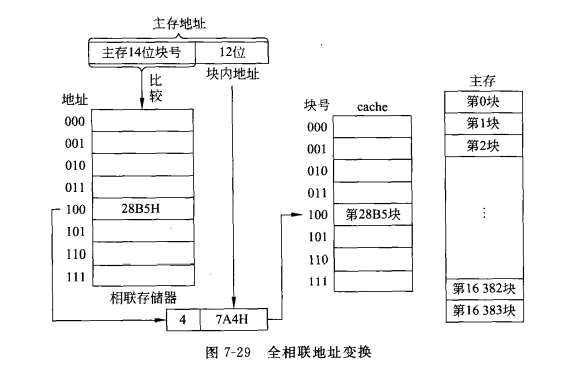 主存地址
主存14位块号 12位
比较 块内地址
地址
000
001
010
011
100 28B5H
101
110
111
相联存储器
4 7A4H
块号 cache
000
001
010
011
100 第28B5块
101
110
111
主存
第0块
第1块
第2块
⋮
第16 382块
第16 383块
图 7-29 全相联地址变换